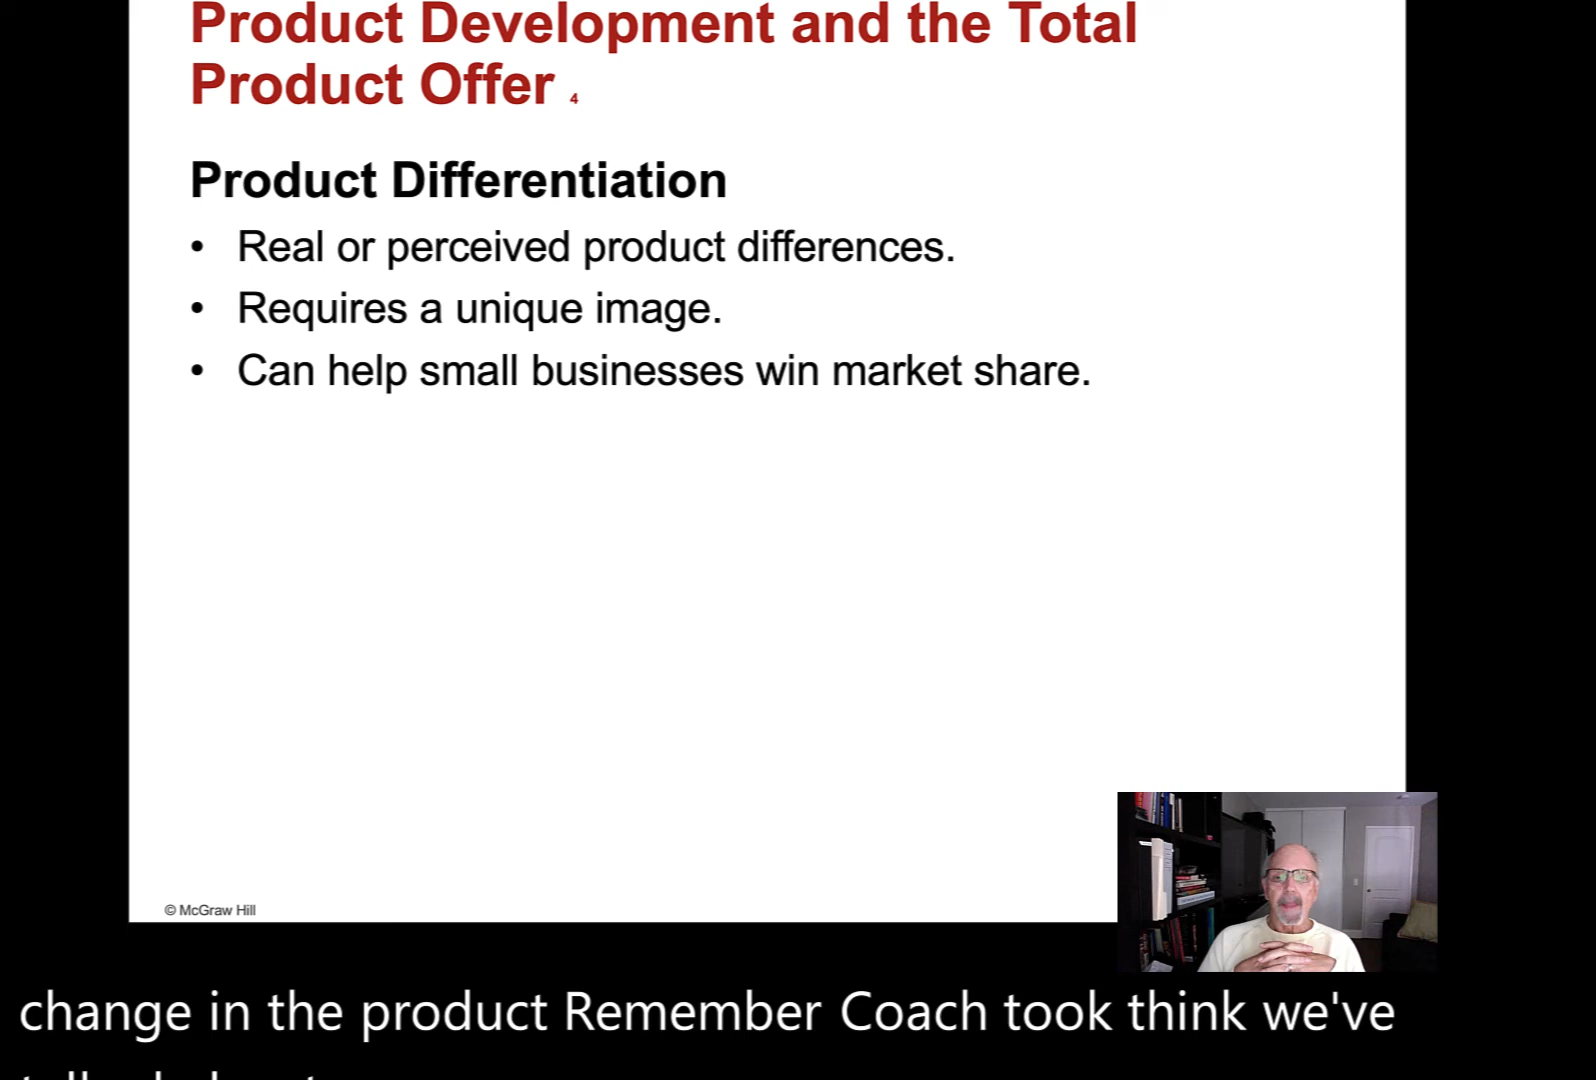 Product Development and the Total
Product Offer 4
Product Differentiation
• Real or perceived product differences.
• Requires a unique image.
• Can help small businesses win market share.
© McGraw Hill
change in the product Remember Coach took think we've